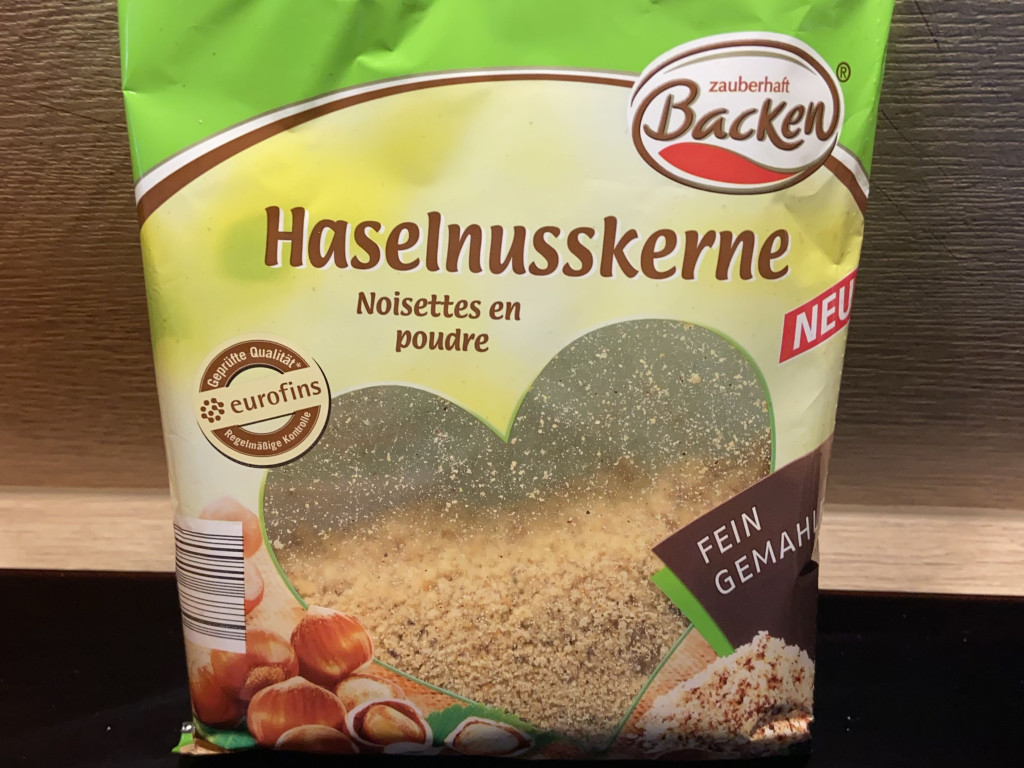 zauberhaft
Backen®
Haselnusskerne
Noisettes en
poudre
NEU
Geprüfte Qualität*
eurofins
Regelmäßige Kontrolle
FEIN
GEMAHL